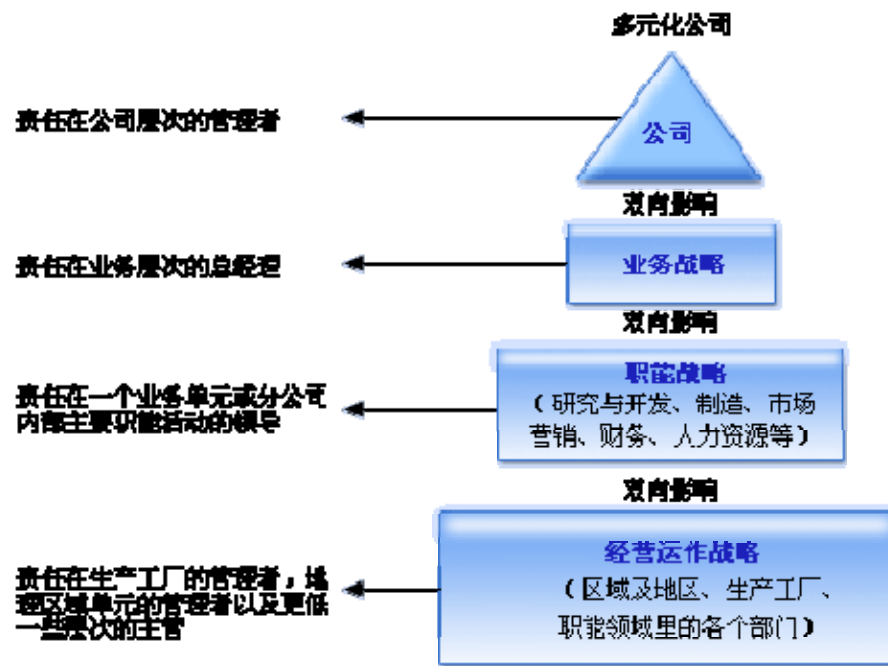 多元化公司
责任在公司层次的管理者
公司
双向影响
责任在业务层次的总经理
业务战略
双向影响
责任在一个业务单元或分公司
内部主要职能活动的领导
职能战略
（研究与开发、制造、市场
营销、财务、人力资源等）
双向影响
责任在生产工厂的管理者，地
理区域单元的管理者以及更低
一些层次的主管
经营运作战略
（区域及地区、生产工厂、
职能领域里的各个部门）